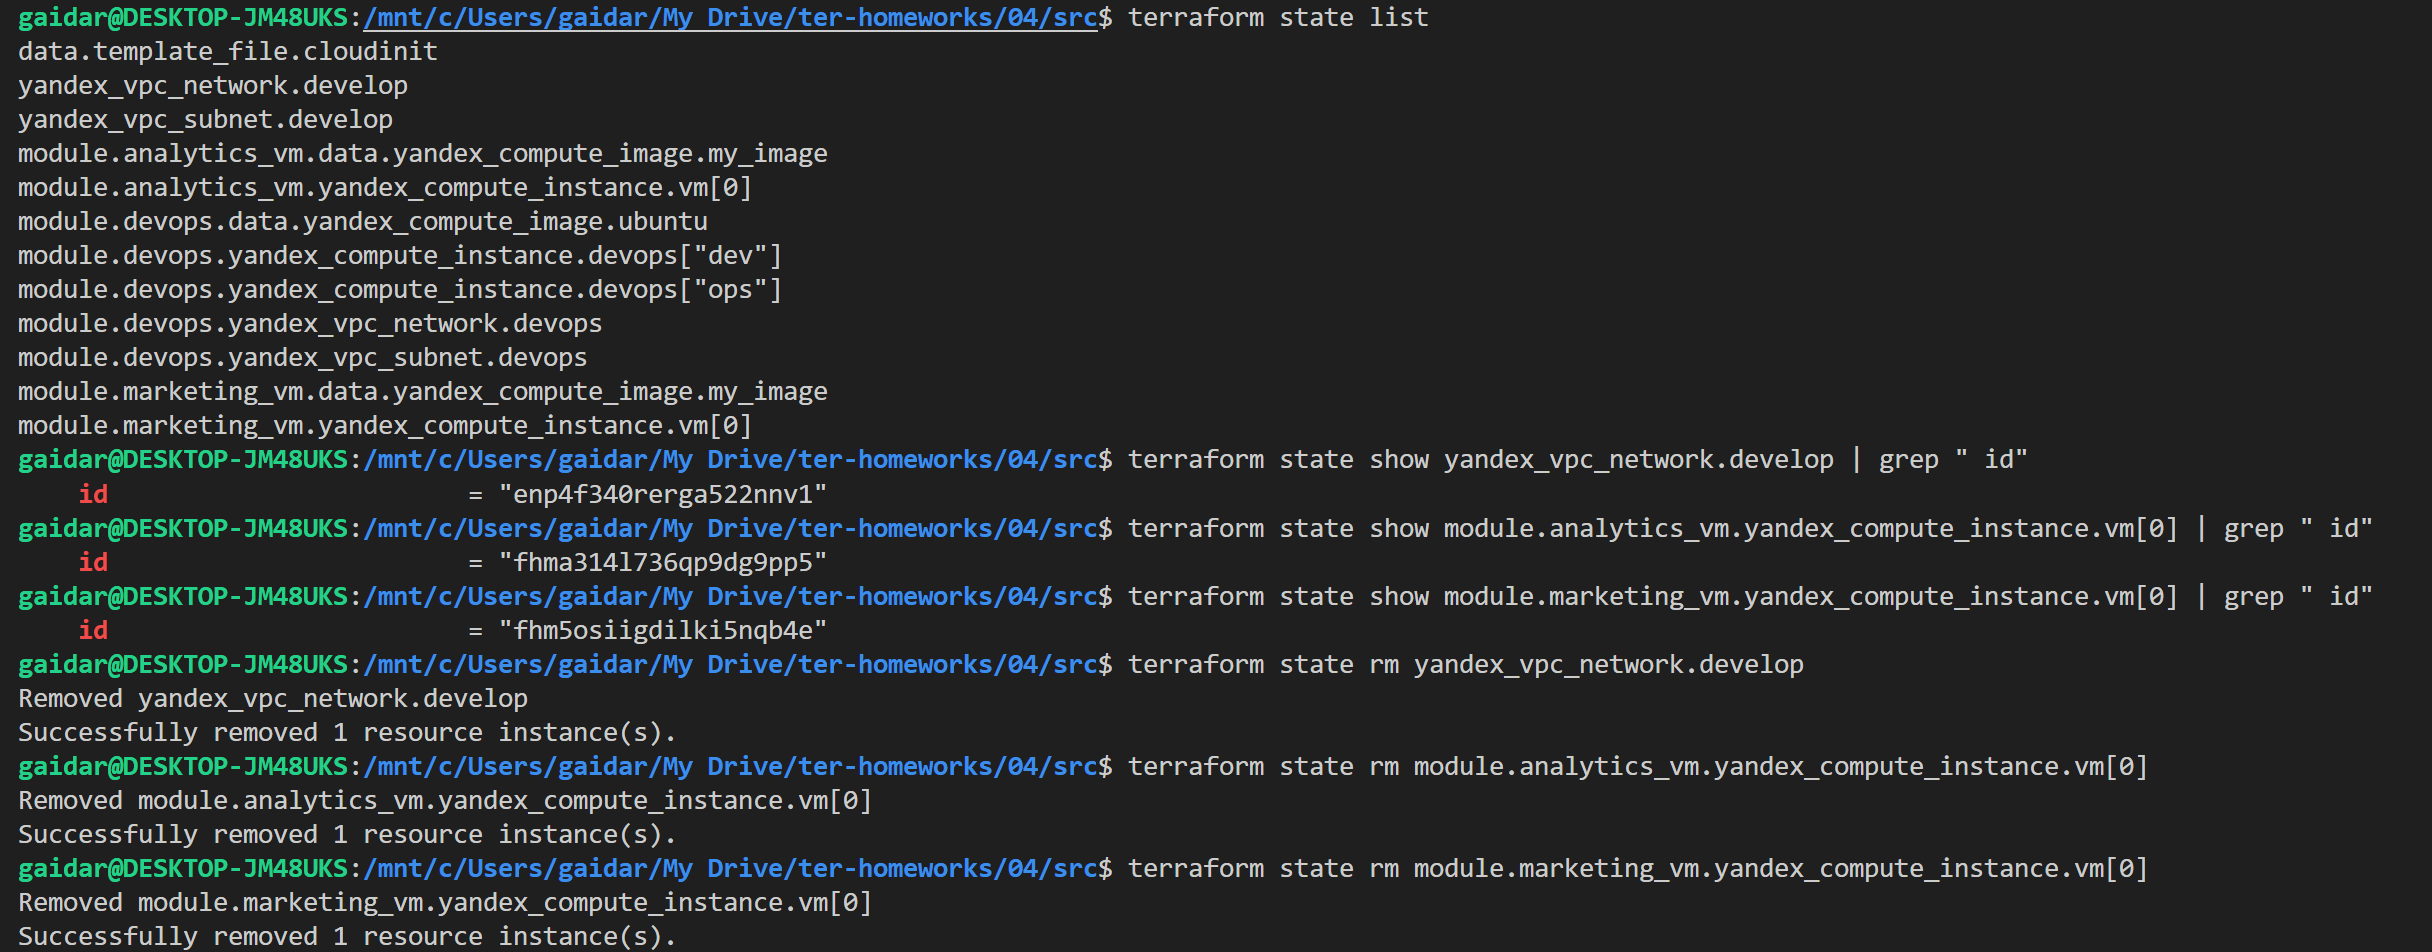 gaidar@DESKTOP-JM48UKS:/mnt/c/Users/gaidar/My Drive/ter-homeworks/04/src$ terraform state list
data.template_file.cloudinit
yandex_vpc_network.develop
yandex_vpc_subnet.develop
module.analytics_vm.data.yandex_compute_image.my_image
module.analytics_vm.yandex_compute_instance.vm[0]
module.devops.data.yandex_compute_image.ubuntu
module.devops.yandex_compute_instance.devops["dev"]
module.devops.yandex_compute_instance.devops["ops"]
module.devops.yandex_vpc_network.devops
module.devops.yandex_vpc_subnet.devops
module.marketing_vm.data.yandex_compute_image.my_image
module.marketing_vm.yandex_compute_instance.vm[0]
gaidar@DESKTOP-JM48UKS:/mnt/c/Users/gaidar/My Drive/ter-homeworks/04/src$ terraform state show yandex_vpc_network.develop | grep " id"
    id                        = "enp4f340rerga522nnv1"
gaidar@DESKTOP-JM48UKS:/mnt/c/Users/gaidar/My Drive/ter-homeworks/04/src$ terraform state show module.analytics_vm.yandex_compute_instance.vm[0] | grep " id"
    id                        = "fhma314l736qp9dg9pp5"
gaidar@DESKTOP-JM48UKS:/mnt/c/Users/gaidar/My Drive/ter-homeworks/04/src$ terraform state show module.marketing_vm.yandex_compute_instance.vm[0] | grep " id"
    id                        = "fhm5osiigdilki5nqb4e"
gaidar@DESKTOP-JM48UKS:/mnt/c/Users/gaidar/My Drive/ter-homeworks/04/src$ terraform state rm yandex_vpc_network.develop
Removed yandex_vpc_network.develop
Successfully removed 1 resource instance(s).
gaidar@DESKTOP-JM48UKS:/mnt/c/Users/gaidar/My Drive/ter-homeworks/04/src$ terraform state rm module.analytics_vm.yandex_compute_instance.vm[0]
Removed module.analytics_vm.yandex_compute_instance.vm[0]
Successfully removed 1 resource instance(s).
gaidar@DESKTOP-JM48UKS:/mnt/c/Users/gaidar/My Drive/ter-homeworks/04/src$ terraform state rm module.marketing_vm.yandex_compute_instance.vm[0]
Removed module.marketing_vm.yandex_compute_instance.vm[0]
Successfully removed 1 resource instance(s).